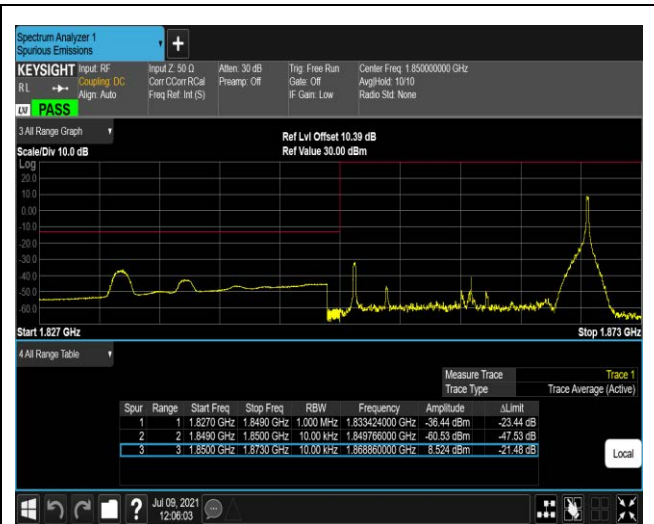 Spectrum Analyzer 1
Spurious Emissions
+
KEYSIGHT Input: RF Input Z: 50 Ω Atten: 30 dB Trig: Free Run Center Freq: 1.850000000 GHz
RL Coupling: DC Corr CCorr RCal Preamp: Off Gate: Off Avg|Hold: 10/10
Align: Auto Freq Ref: Int (S) IF Gain: Low Radio Std: None
LXI PASS
3 All Range Graph
Ref Lvl Offset 10.39 dB
Scale/Div 10.0 dB Ref Value 30.00 dBm
Log
20.0
10.0
0.00
-10.0
-20.0
-30.0
-40.0
-50.0
-60.0
Start 1.827 GHz Stop 1.873 GHz
4 All Range Table
Measure Trace Trace 1
Trace Type Trace Average (Active)
Spur Range Start Freq Stop Freq RBW Frequency Amplitude ΔLimit
1 1 1.8270 GHz 1.8490 GHz 1.000 MHz 1.833424000 GHz -36.44 dBm -23.44 dB
2 2 1.8490 GHz 1.8500 GHz 10.00 kHz 1.849766000 GHz -60.53 dBm -47.53 dB
3 3 1.8500 GHz 1.8730 GHz 10.00 kHz 1.868860000 GHz 8.524 dBm -21.48 dB
Local
? Jul 09, 2021
12:06:03